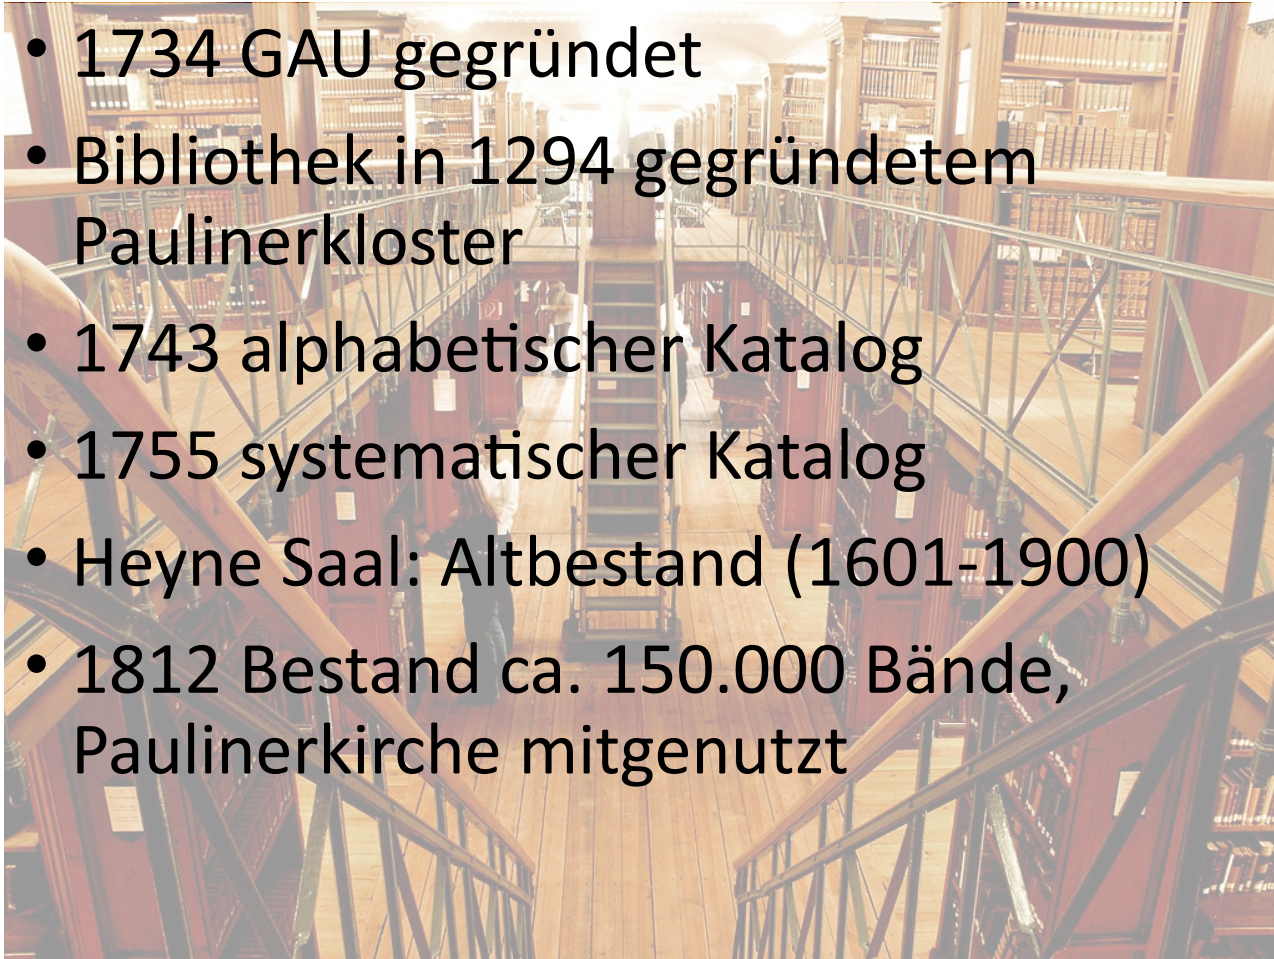 • 1734 GAU gegründet
• Bibliothek in 1294 gegründetem
Paulinerkloster
• 1743 alphabetischer Katalog
• 1755 systematischer Katalog
• Heyne Saal: Altbestand (1601-1900)
• 1812 Bestand ca. 150.000 Bände,
Paulinerkirche mitgenutzt